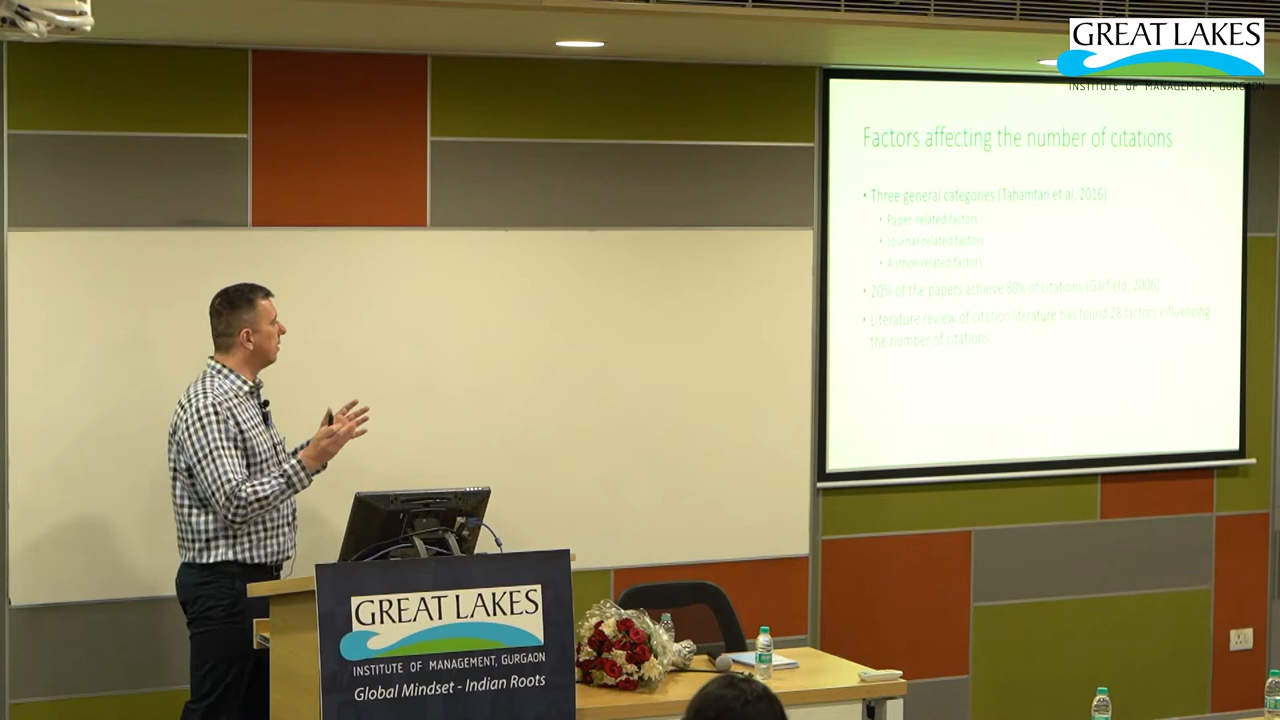 GREAT LAKES
INSTITUTE OF MANAGEMENT, GURGAON
Factors affecting the number of citations
• Three general categories (Tahamtan et al, 2016)
• Paper-related factors
• Journal-related factors
• Author-related factors
• 20% of the papers achieve 80% of citations (Garfield, 2006)
• Literature review of citation literature has found 28 factors influencing
the number of citations
GREAT LAKES
INSTITUTE OF MANAGEMENT, GURGAON
Global Mindset - Indian Roots